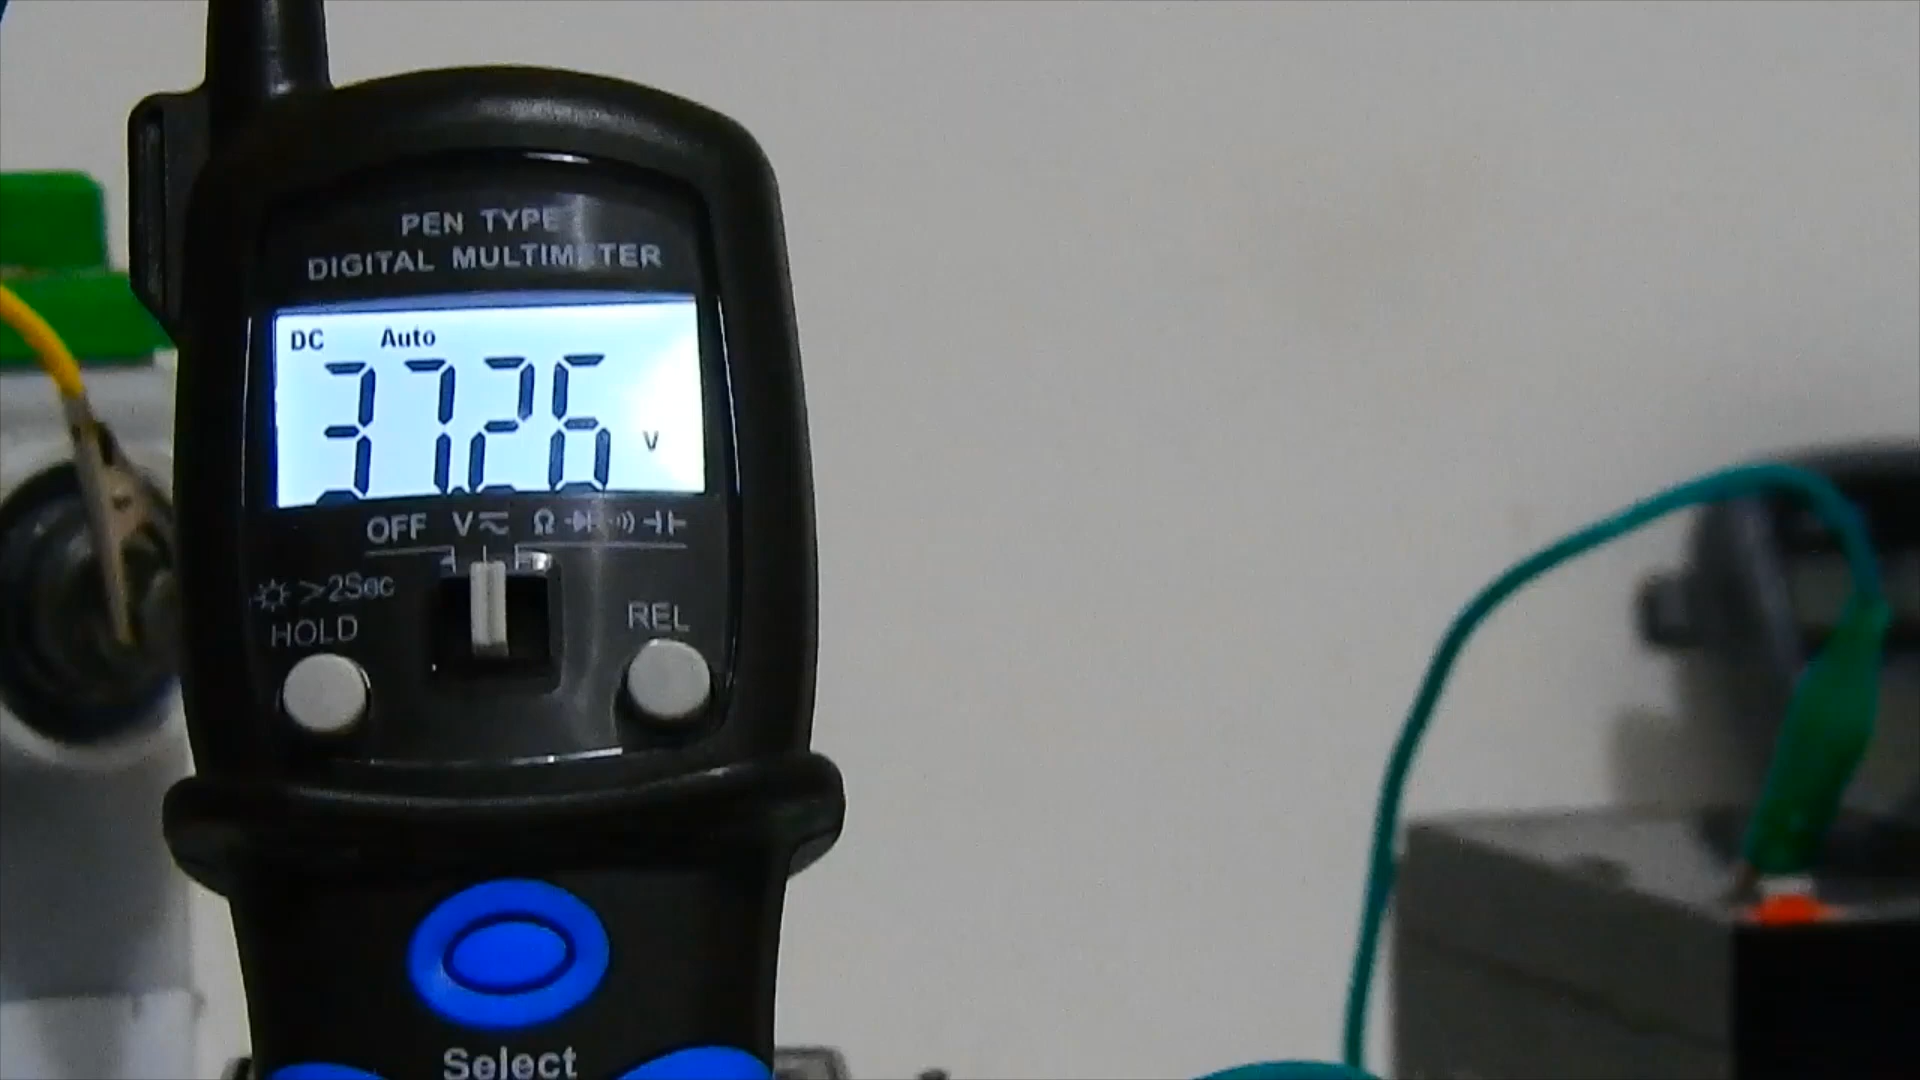 PEN TYPE
DIGITAL MULTIMETER
DC Auto
37.26 V
OFF V Ω
>2Sec
HOLD
REL
Select